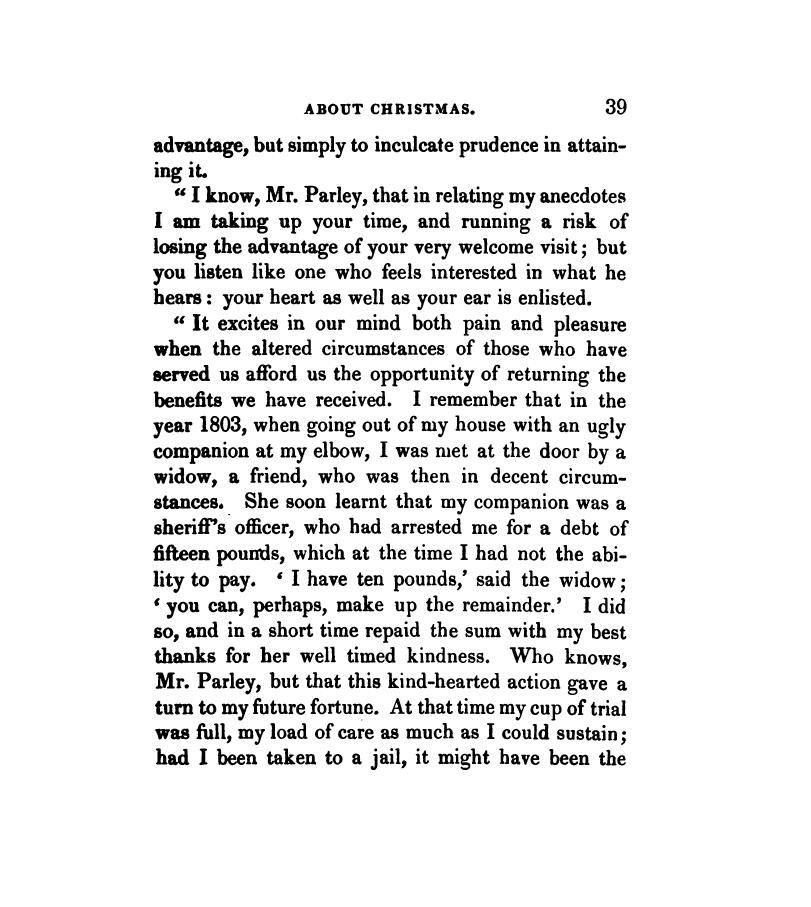 ABOUT CHRISTMAS. 39
advantage, but simply to inculcate prudence in attain-
ing it.
“ I know, Mr. Parley, that in relating my anecdotes
I am taking up your time, and running a risk of
losing the advantage of your very welcome visit; but
you listen like one who feels interested in what he
hears: your heart as well as your ear is enlisted.
“ It excites in our mind both pain and pleasure
when the altered circumstances of those who have
served us afford us the opportunity of returning the
benefits we have received. I remember that in the
year 1803, when going out of my house with an ugly
companion at my elbow, I was met at the door by a
widow, a friend, who was then in decent circum-
stances. She soon learnt that my companion was a
sheriff's officer, who had arrested me for a debt of
fifteen pounds, which at the time I had not the abi-
lity to pay. ‘ I have ten pounds,’ said the widow;
‘ you can, perhaps, make up the remainder.’ I did
so, and in a short time repaid the sum with my best
thanks for her well timed kindness. Who knows,
Mr. Parley, but that this kind-hearted action gave a
turn to my future fortune. At that time my cup of trial
was full, my load of care as much as I could sustain;
had I been taken to a jail, it might have been the